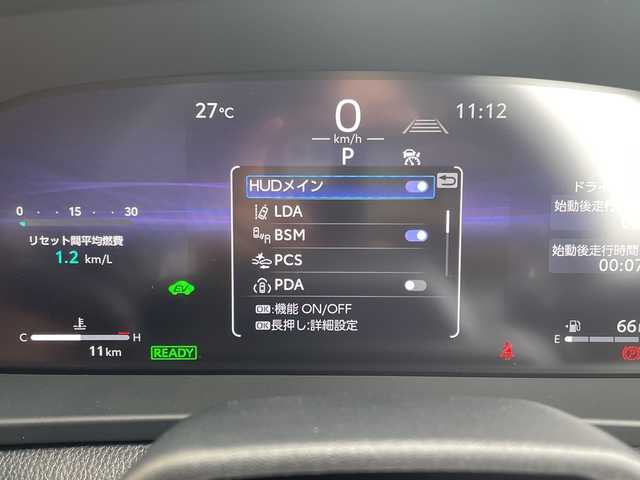 27℃
0
km/h
11:12
P
HUDメイン
LDA
BSM
PCS
PDA
OK:機能 ON/OFF
OK長押し:詳細設定
0 15 30
リセット間平均燃費
1.2 km/L
EV
C H
11km
READY
ドライ
始動後走行
始動後走行時間
00:07
E
66
P